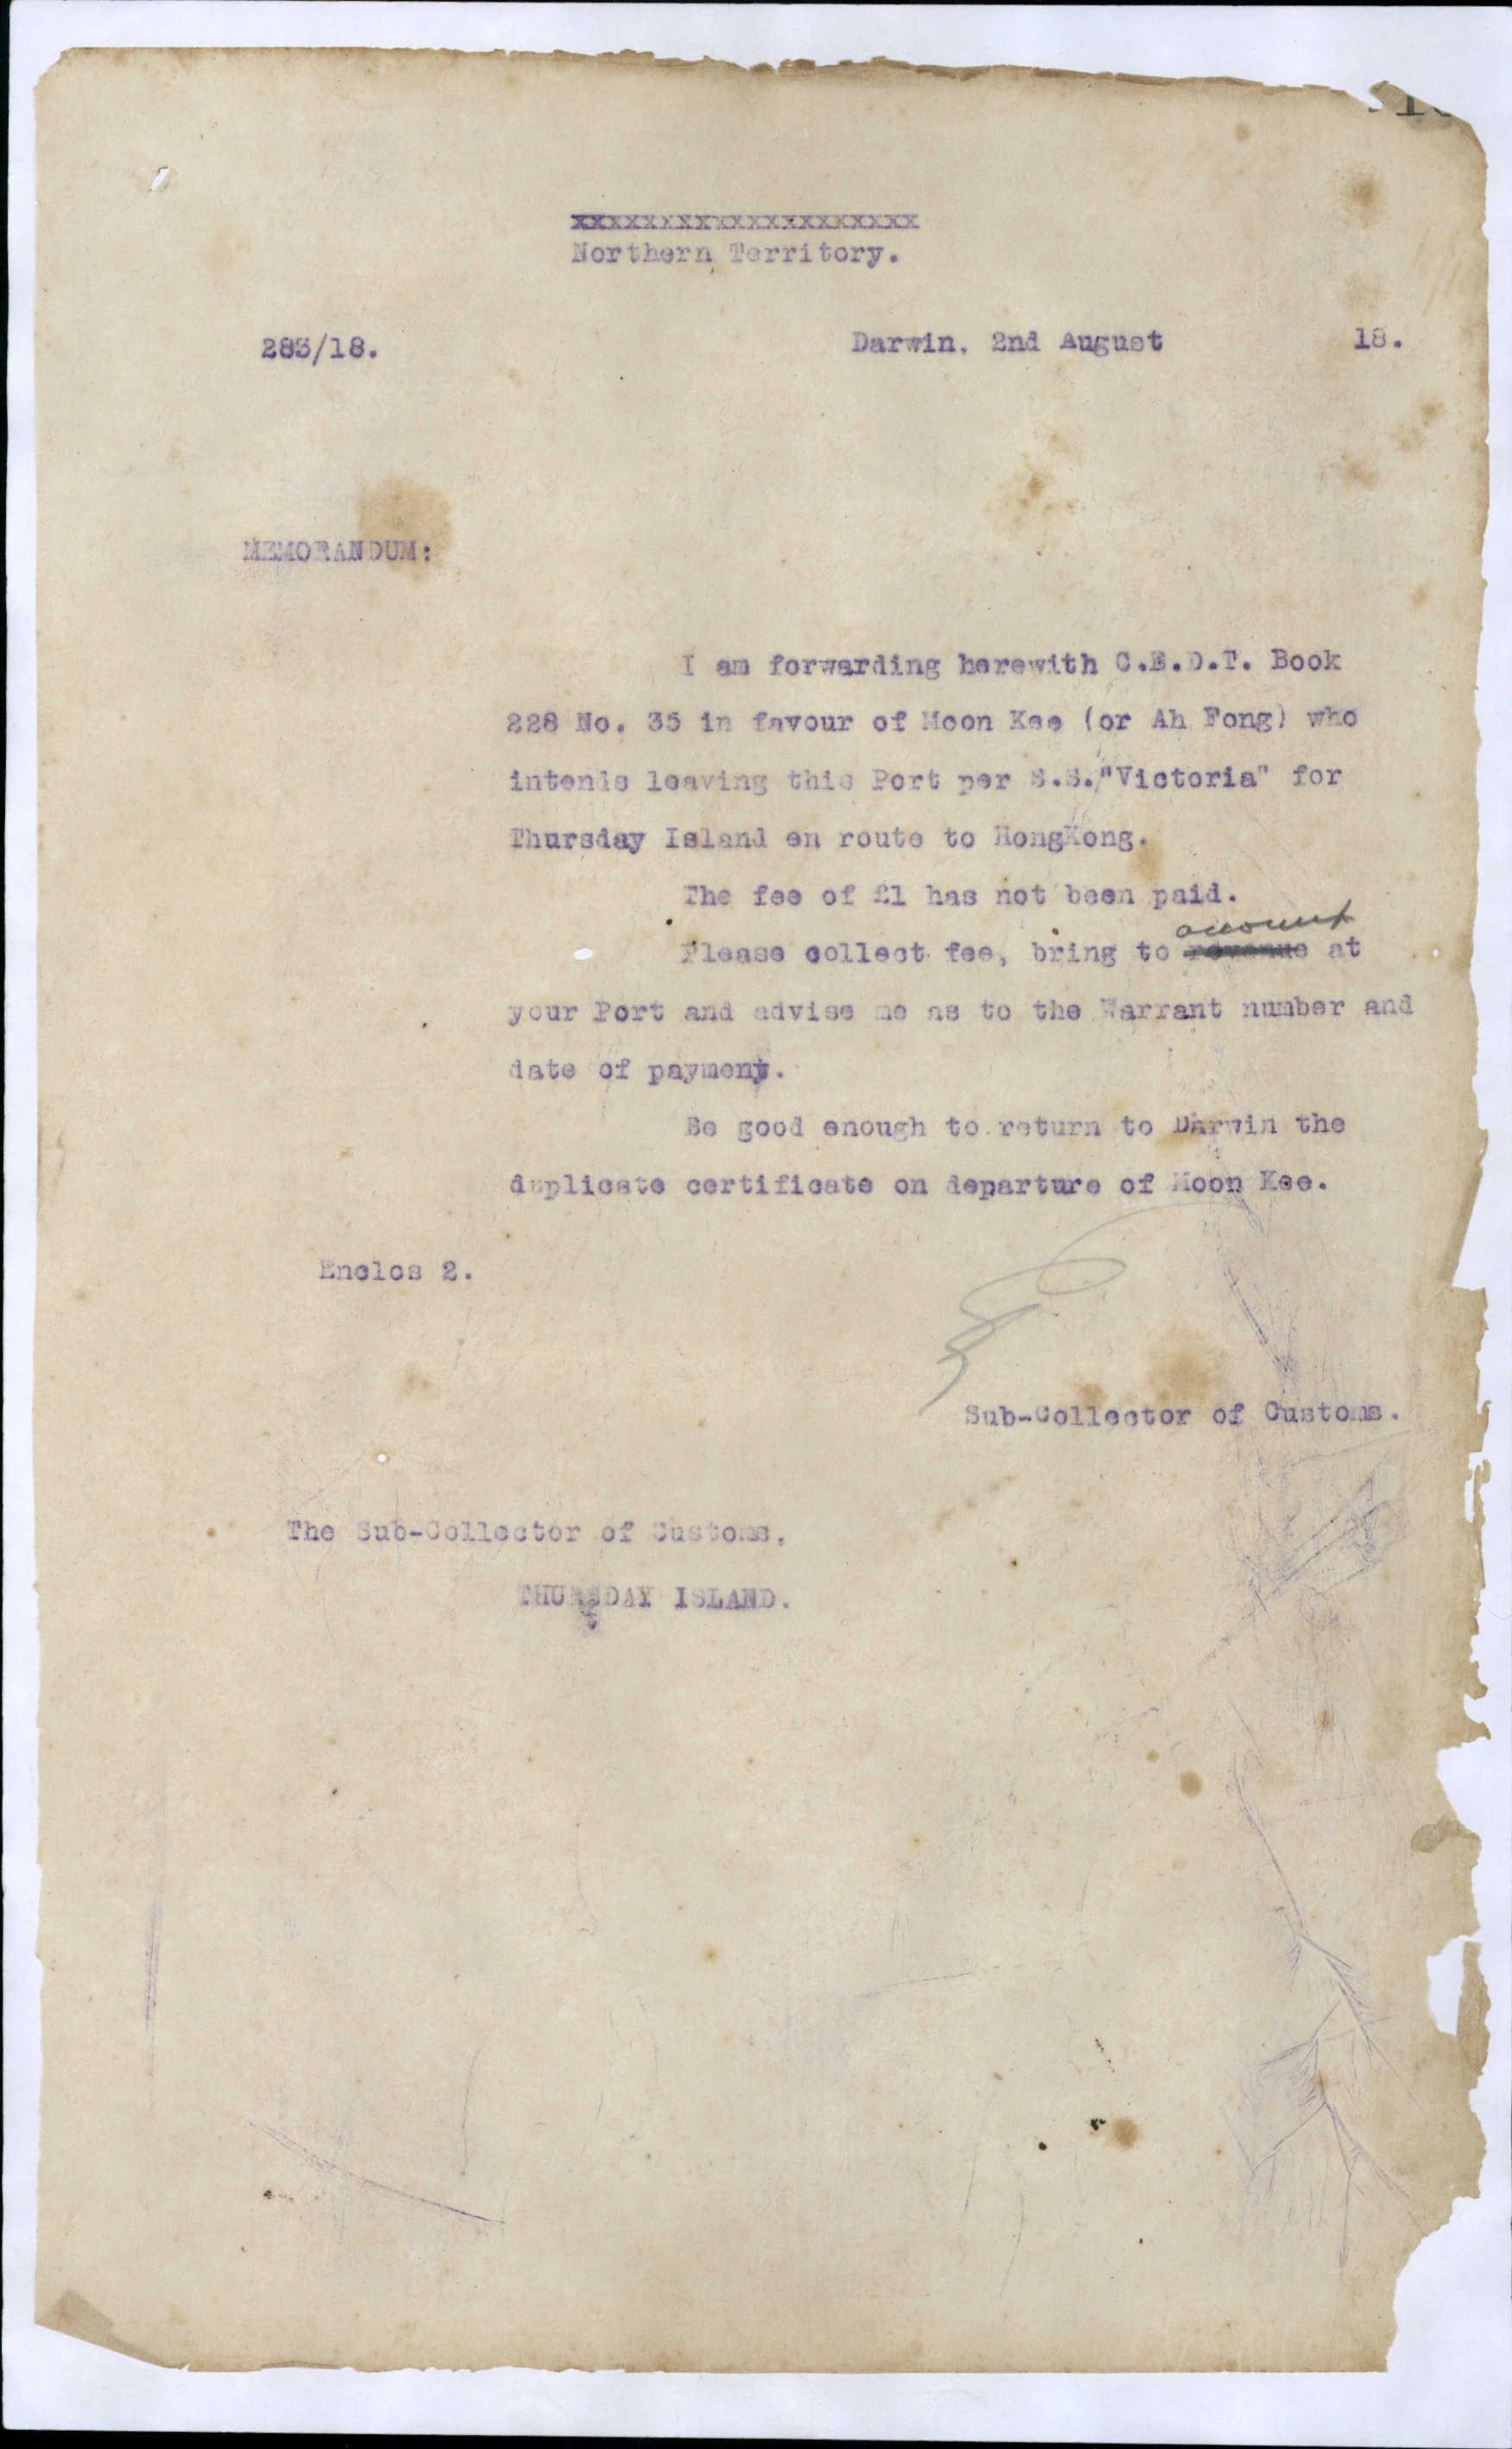 xxxxxxxxxxxxxxxxxxxx
Northern Territory.
283/18. Darwin, 2nd August 18.
MEMORANDUM:
I am forwarding herewith C.E.D.T. Book
228 No. 35 in favour of Moon Kee (or Ah Fong) who
intends leaving this Port per S.S."Victoria" for
Thursday Island en route to HongKong.
The fee of £1 has not been paid.
account
Please collect fee, bring to revenue at
your Port and advise me as to the Warrant number and
date of payment.
Be good enough to return to Darwin the
duplicate certificate on departure of Moon Kee.
Enclos 2.
Sub-Collector of Customs.
The Sub-Collector of Customs,
THURSDAY ISLAND.